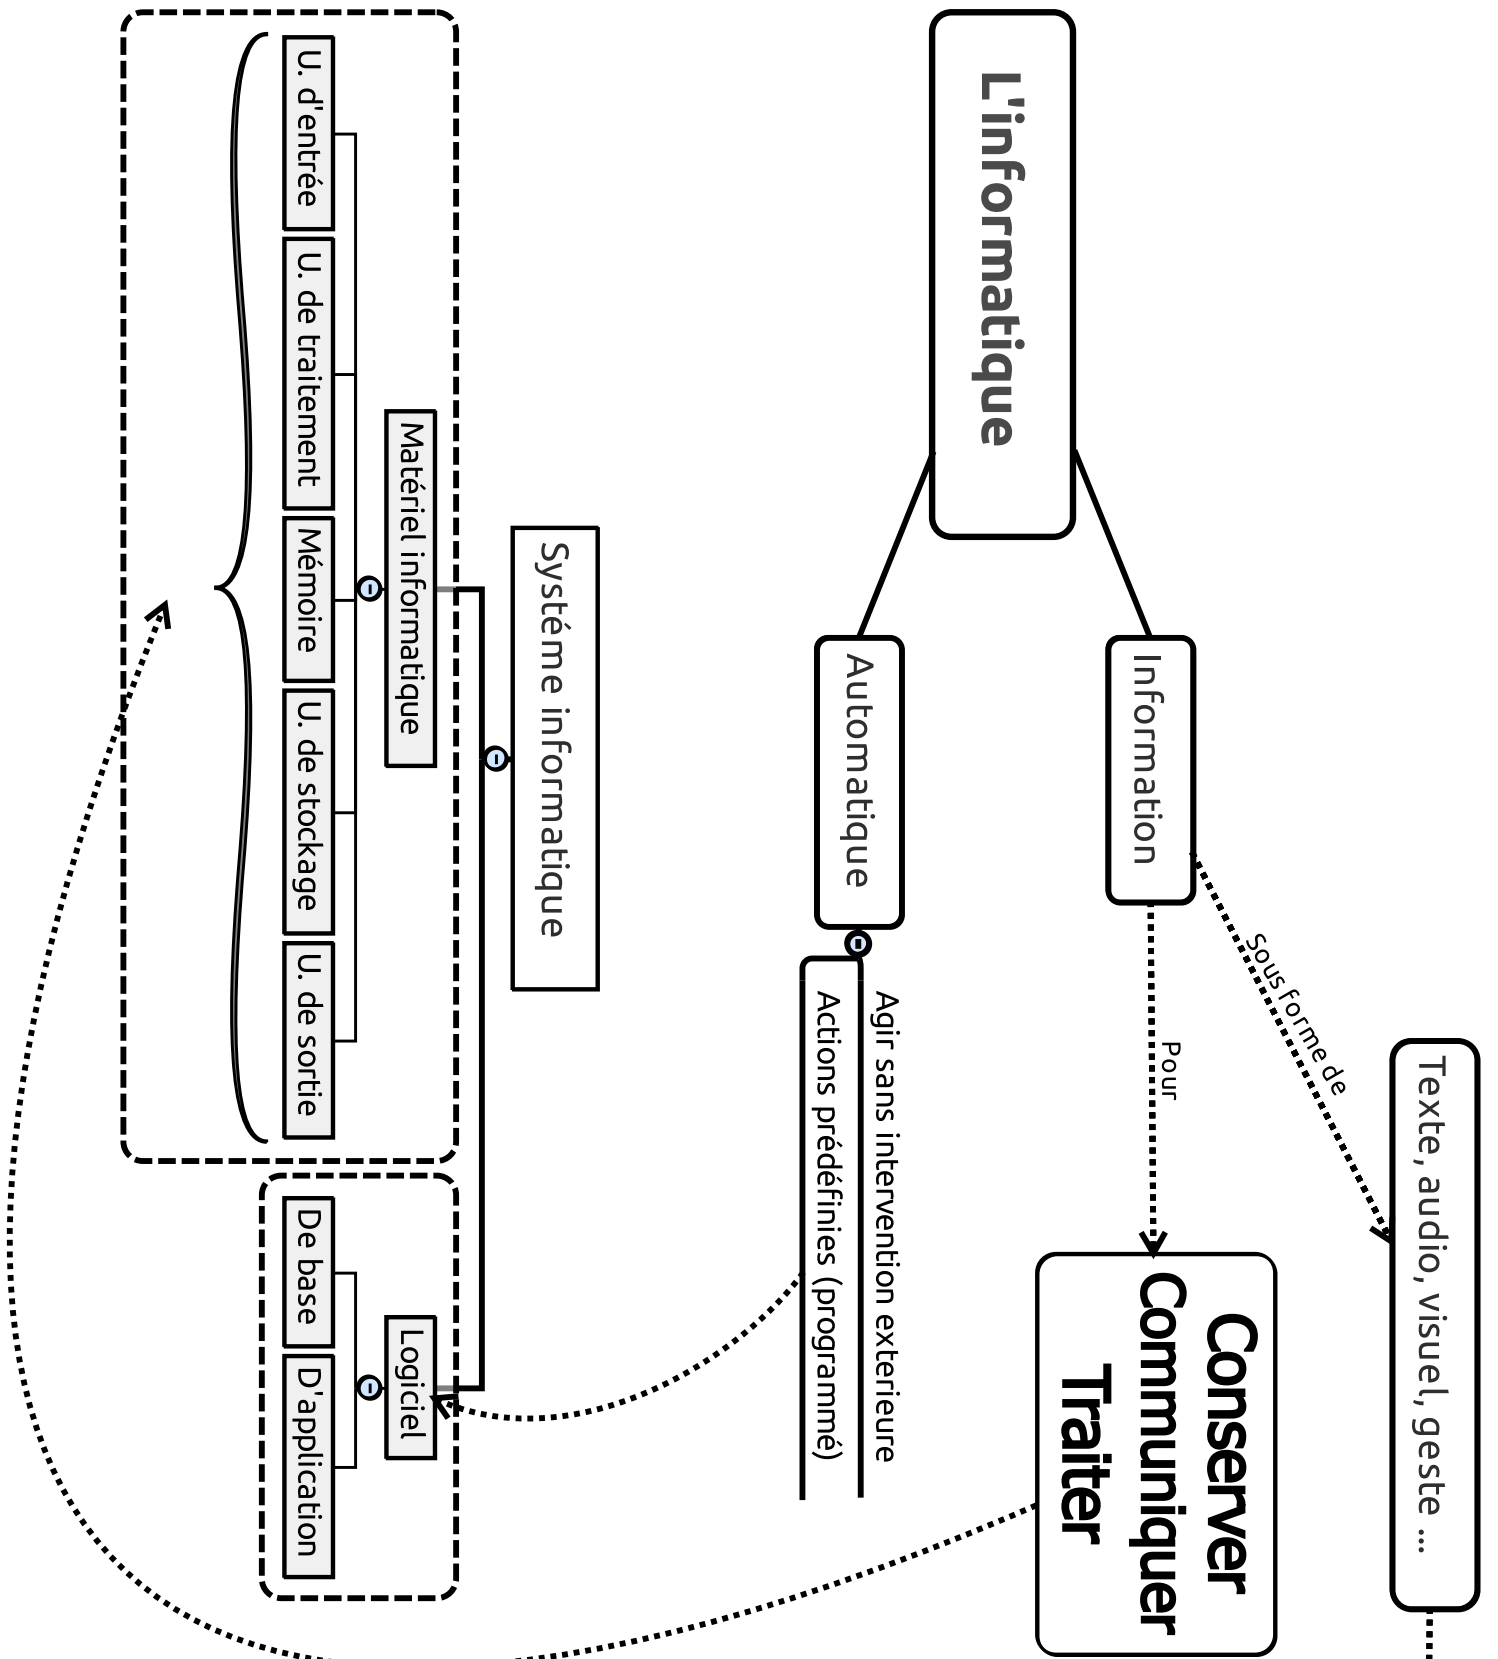 Texte, audio, visuel, geste ...
Sous forme de
L'informatique
Information
Pour
Conserver
Communiquer
Traiter
Automatique
Agir sans intervention exterieure
Actions prédéfinies (programmé)
Systéme informatique
Matériel informatique
Logiciel
U. d'entrée
U. de traitement
Mémoire
U. de stockage
U. de sortie
De base
D'application